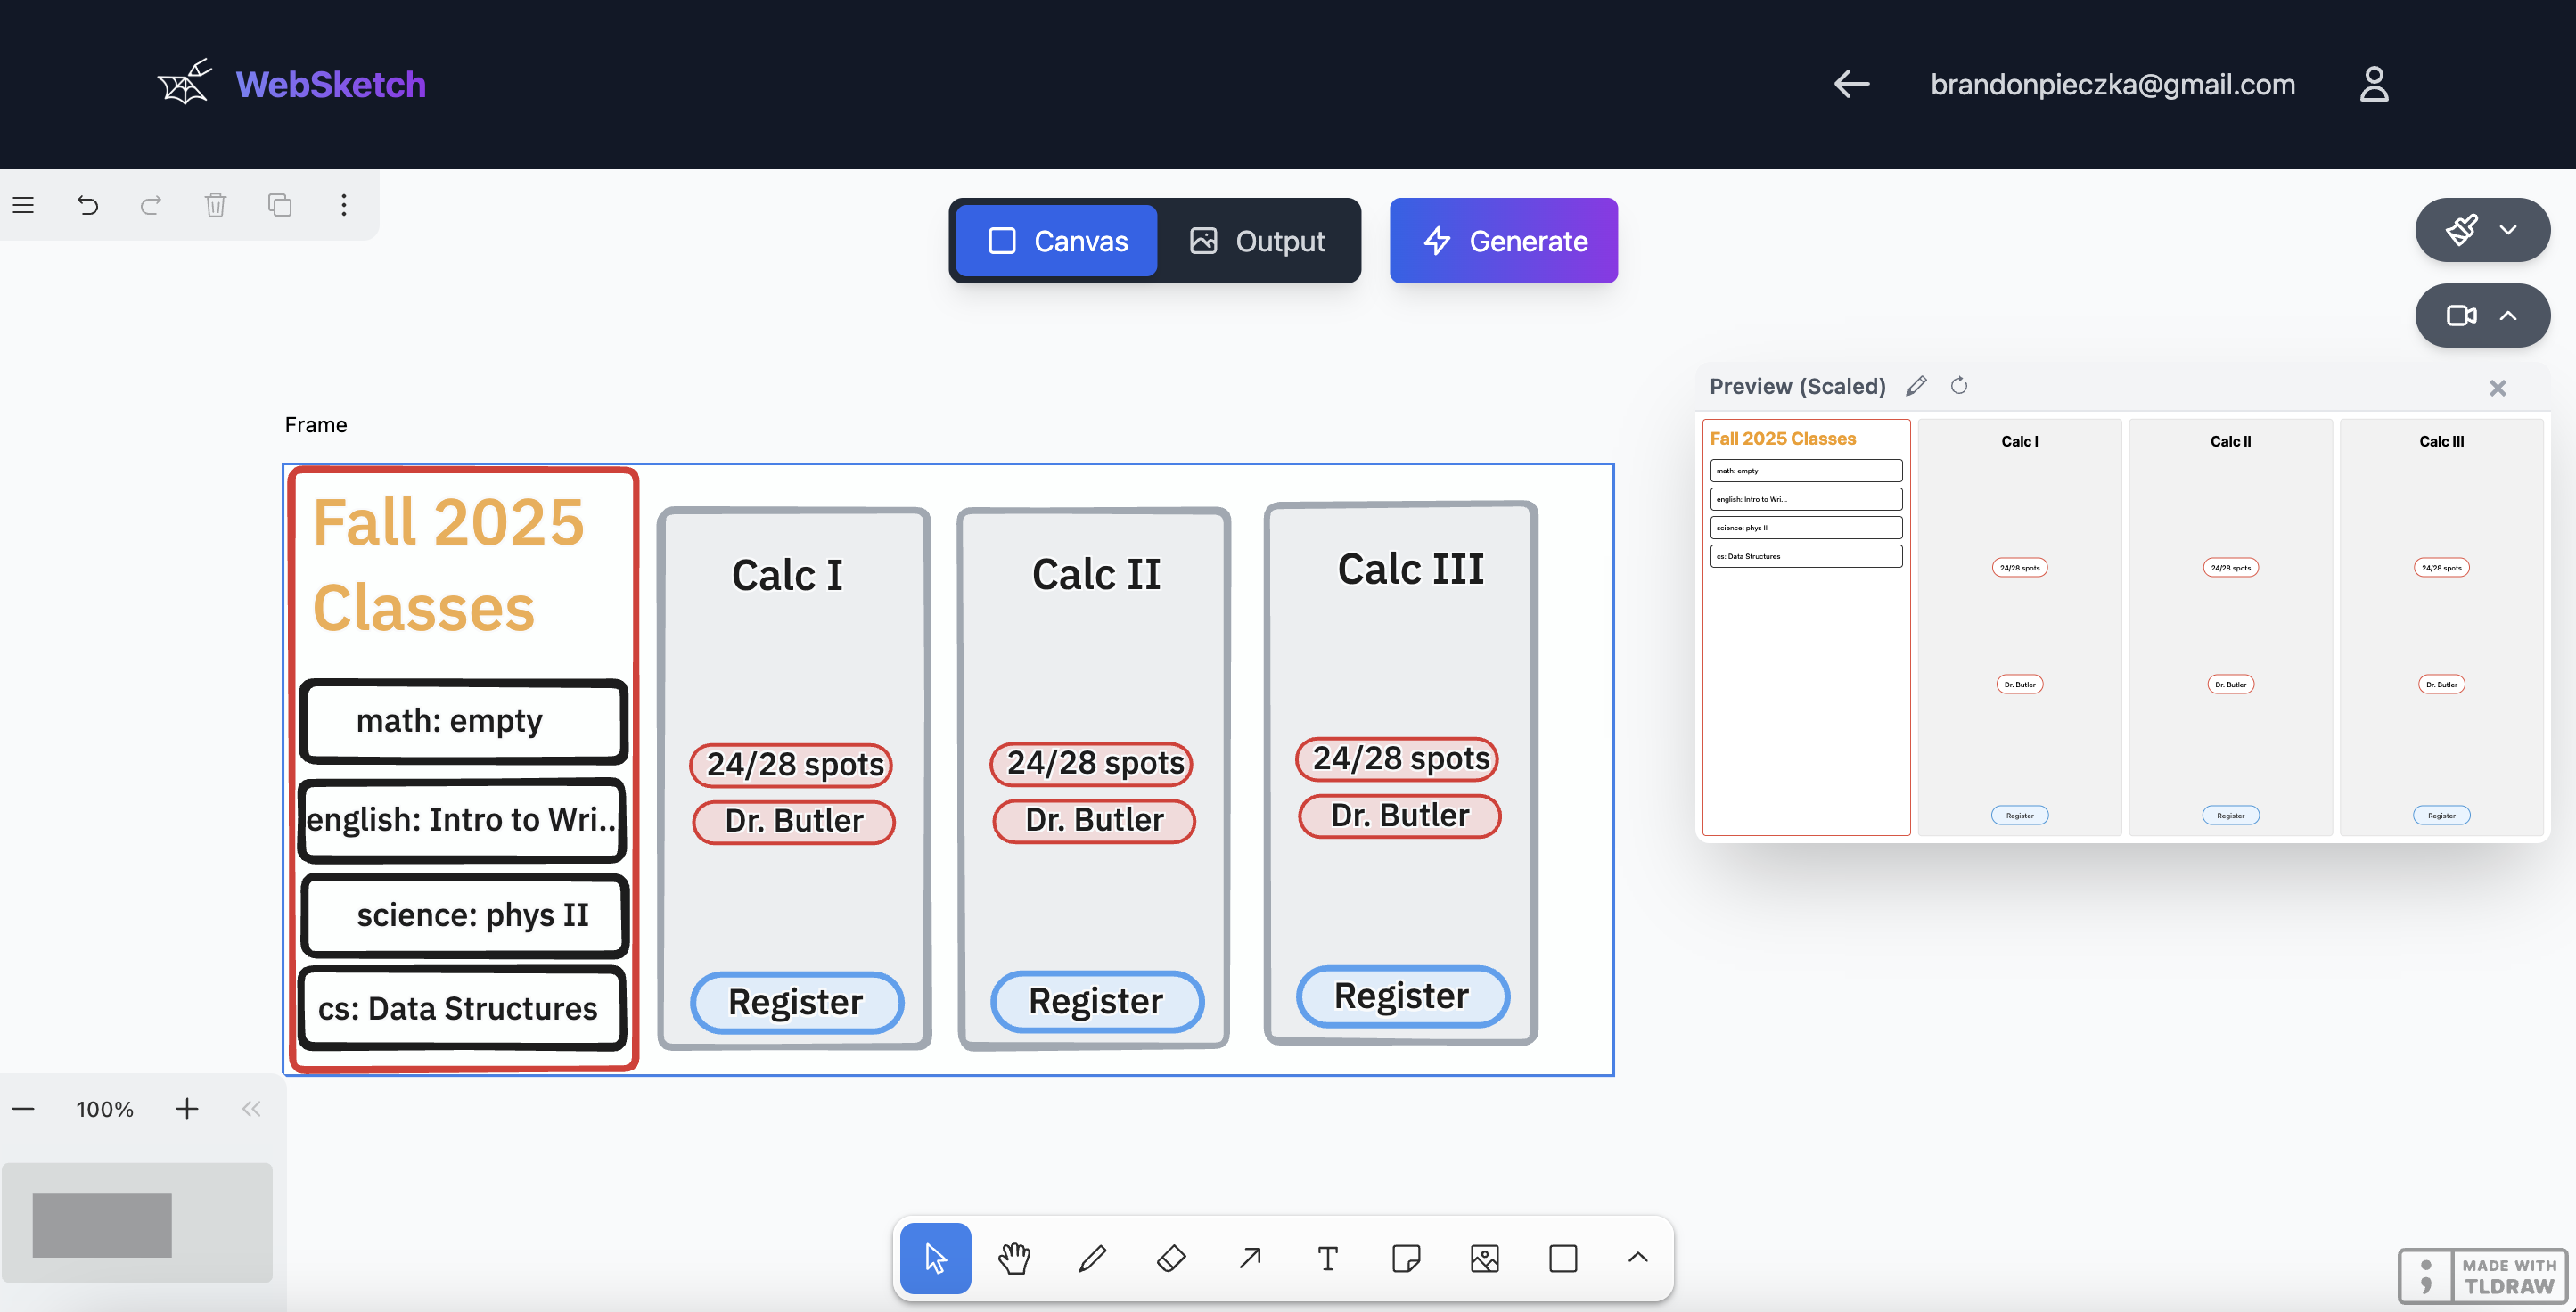 WebSketch
brandonpieczka@gmail.com
Canvas
Output
Generate
Frame
Fall 2025
Classes
math: empty
english: Intro to Wri..
science: phys II
cs: Data Structures
Calc I
24/28 spots
Dr. Butler
Register
Calc II
24/28 spots
Dr. Butler
Register
Calc III
24/28 spots
Dr. Butler
Register
Preview (Scaled)
Fall 2025 Classes
math: empty
english: Intro to Wri...
science: phys II
cs: Data Structures
Calc I
24/28 spots
Dr. Butler
Register
Calc II
24/28 spots
Dr. Butler
Register
Calc III
24/28 spots
Dr. Butler
Register
100%
MADE WITH
TLDRAW